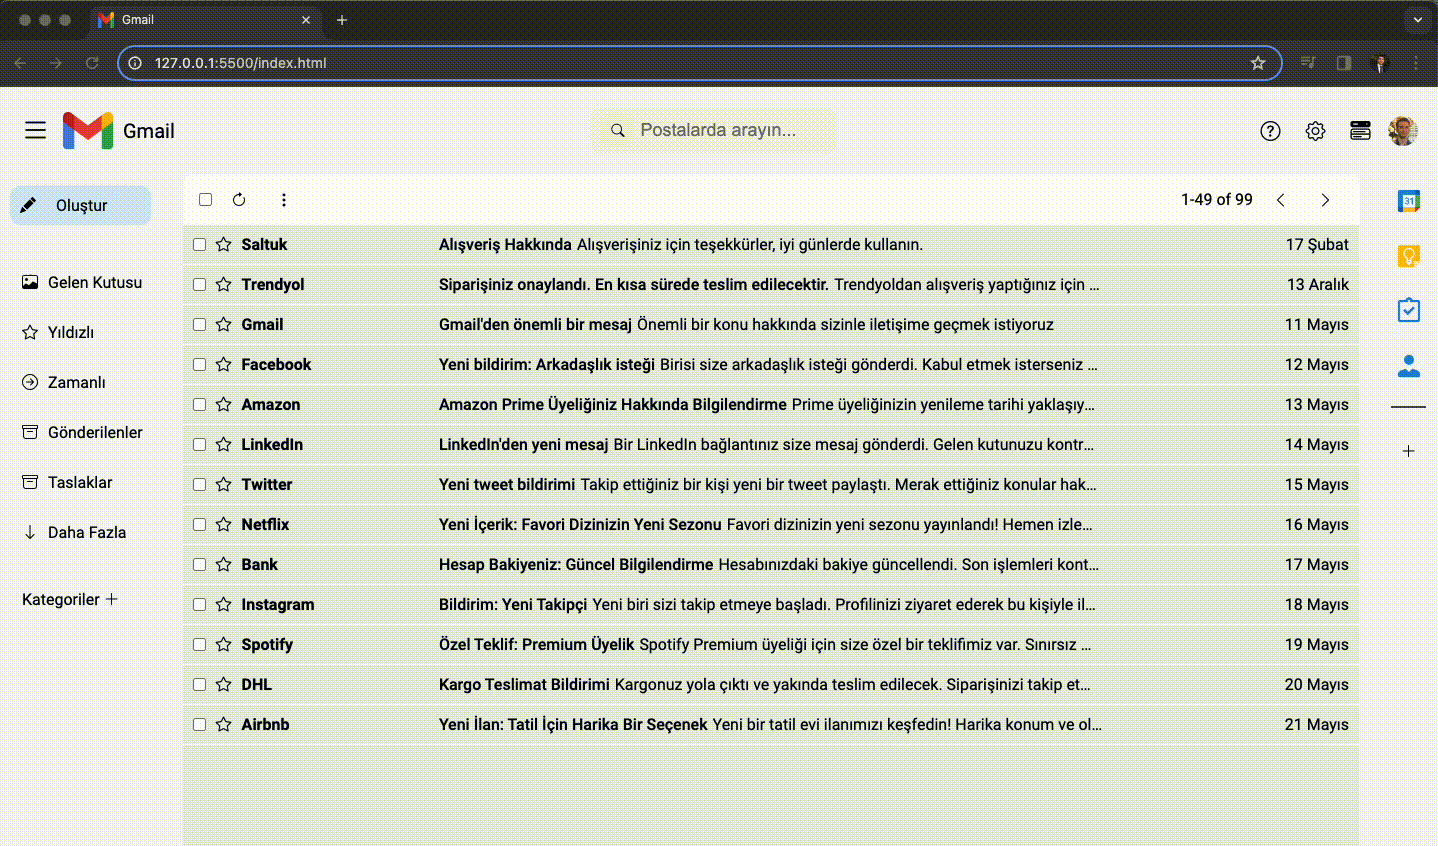 Gmail
127.0.0.1:5500/index.html
Gmail
Postalarda arayın...
Oluştur
Gelen Kutusu
Yıldızlı
Zamanlı
Gönderilenler
Taslaklar
Daha Fazla
Kategoriler +
1-49 of 99
Saltuk Alışveriş Hakkında Alışverişiniz için teşekkürler, iyi günlerde kullanın. 17 Şubat
Trendyol Siparişiniz onaylandı. En kısa sürede teslim edilecektir. Trendyoldan alışveriş yaptığınız için ... 13 Aralık
Gmail Gmail'den önemli bir mesaj Önemli bir konu hakkında sizinle iletişime geçmek istiyoruz 11 Mayıs
Facebook Yeni bildirim: Arkadaşlık isteği Birisi size arkadaşlık isteği gönderdi. Kabul etmek isterseniz ... 12 Mayıs
Amazon Amazon Prime Üyeliğiniz Hakkında Bilgilendirme Prime üyeliğinizin yenileme tarihi yaklaşıy... 13 Mayıs
LinkedIn LinkedIn'den yeni mesaj Bir LinkedIn bağlantınız size mesaj gönderdi. Gelen kutunuzu kontr... 14 Mayıs
Twitter Yeni tweet bildirimi Takip ettiğiniz bir kişi yeni bir tweet paylaştı. Merak ettiğiniz konular hak... 15 Mayıs
Netflix Yeni İçerik: Favori Dizinizin Yeni Sezonu Favori dizinizin yeni sezonu yayınlandı! Hemen izle... 16 Mayıs
Bank Hesap Bakiyeniz: Güncel Bilgilendirme Hesabınızdaki bakiye güncellendi. Son işlemleri kont... 17 Mayıs
Instagram Bildirim: Yeni Takipçi Yeni biri sizi takip etmeye başladı. Profilinizi ziyaret ederek bu kişiyle il... 18 Mayıs
Spotify Özel Teklif: Premium Üyelik Spotify Premium üyeliği için size özel bir teklifimiz var. Sınırsız ... 19 Mayıs
DHL Kargo Teslimat Bildirimi Kargonuz yola çıktı ve yakında teslim edilecek. Siparişinizi takip et... 20 Mayıs
Airbnb Yeni İlan: Tatil İçin Harika Bir Seçenek Yeni bir tatil evi ilanımızı keşfedin! Harika konum ve ol... 21 Mayıs
31